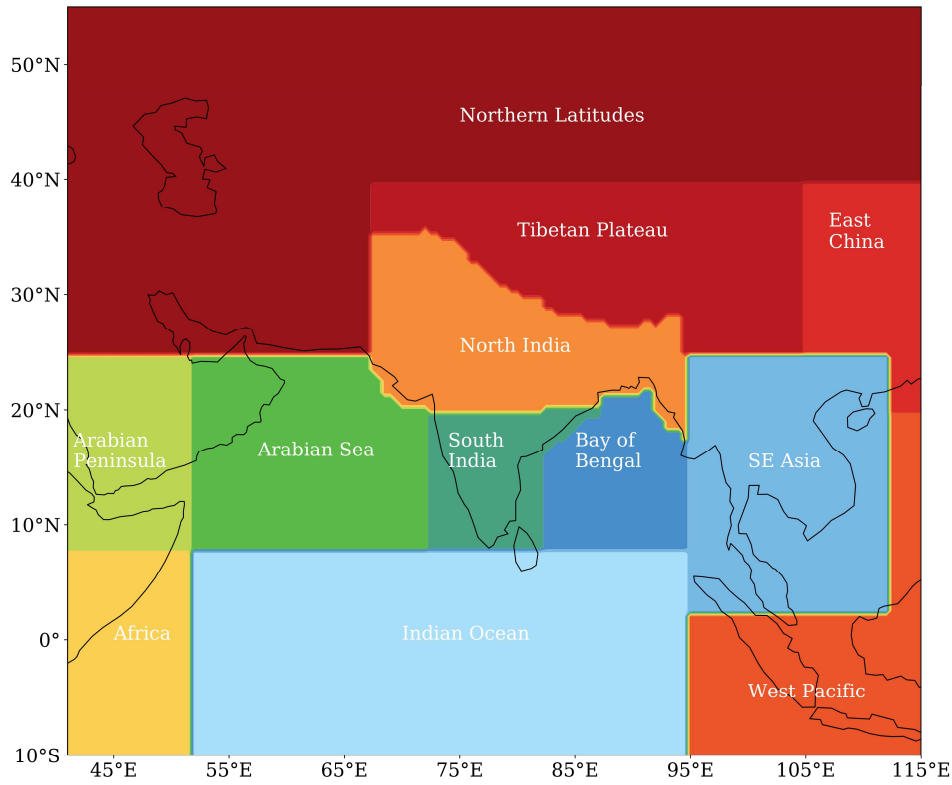 50°N
Northern Latitudes
40°N
Tibetan Plateau
East
China
30°N
North India
20°N
Arabian
Peninsula
Arabian Sea
South
India
Bay of
Bengal
SE Asia
10°N
0°
Africa
Indian Ocean
West Pacific
10°S
45°E
55°E
65°E
75°E
85°E
95°E
105°E
115°E